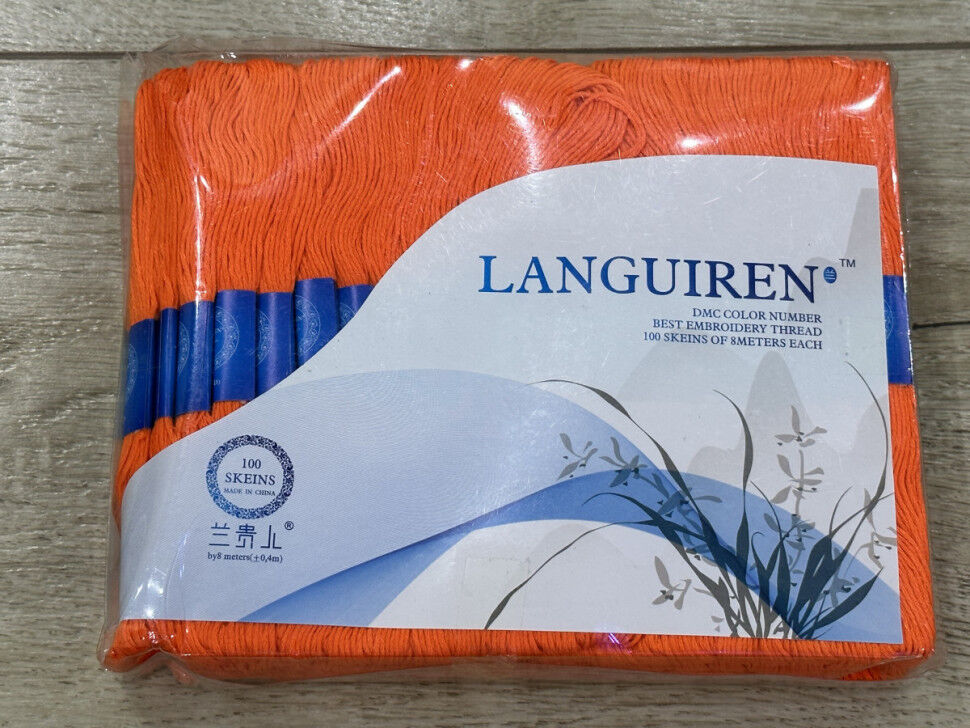 LANGUIREN™
DMC COLOR NUMBER
BEST EMBROIDERY THREAD
100 SKEINS OF 8METERS EACH
100
SKEINS
MADE IN CHINA
兰贵儿®
by8 meters(±0,4m)